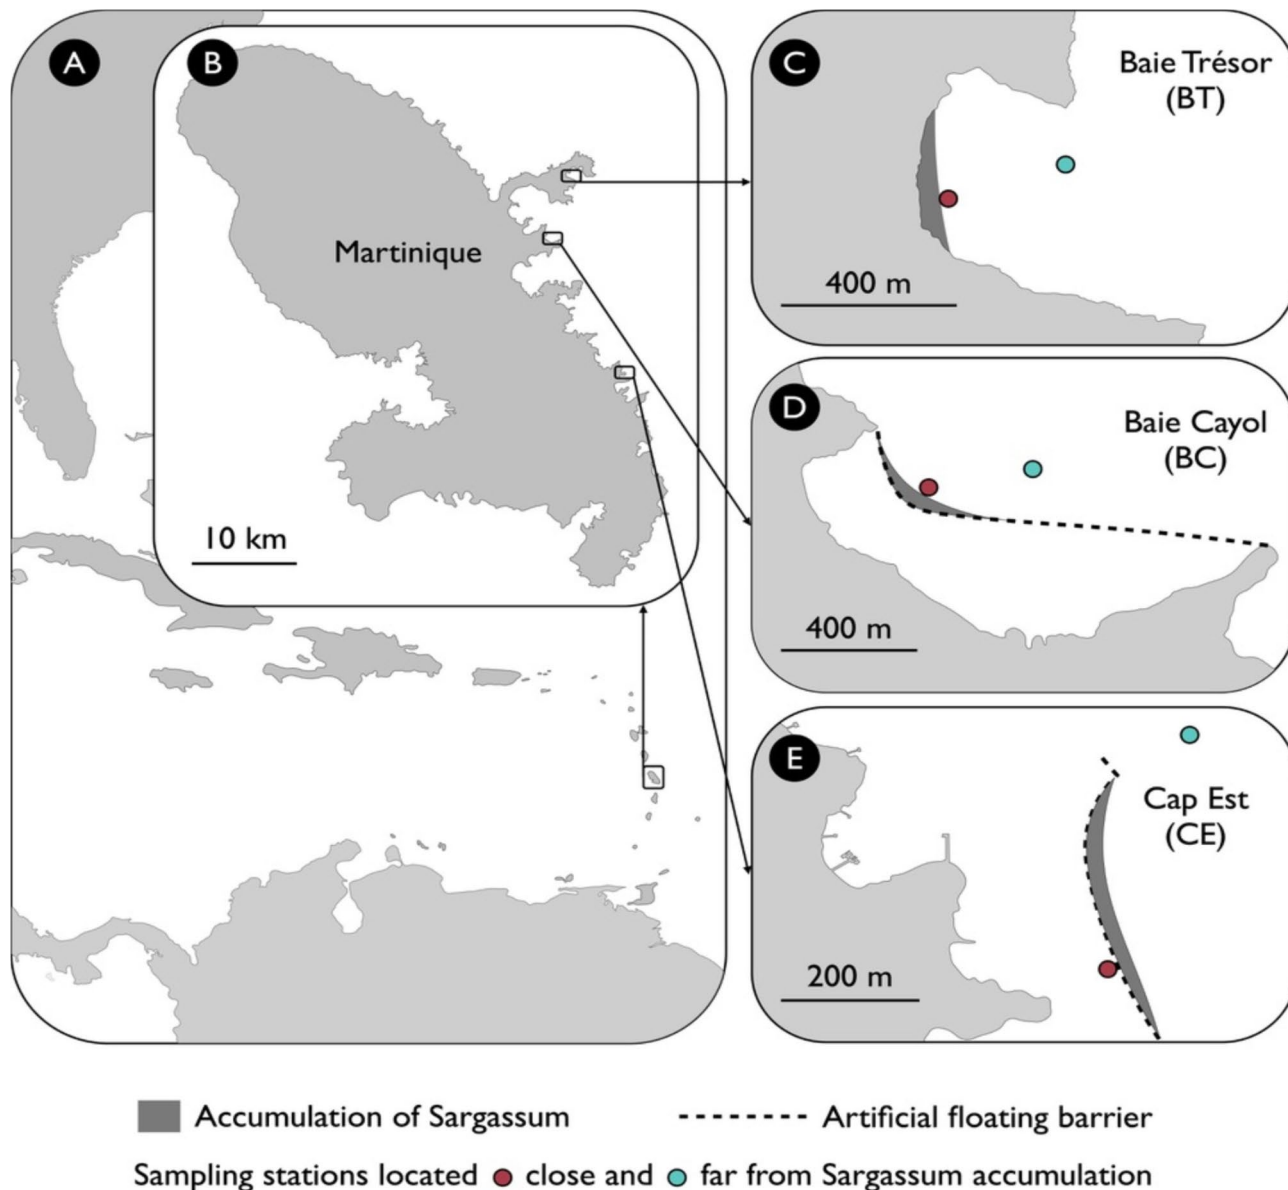 A
B
Martinique
10 km
C
Baie Trésor
(BT)
400 m
D
Baie Cayol
(BC)
400 m
E
Cap Est
(CE)
200 m
Accumulation of Sargassum
Artificial floating barrier
Sampling stations located close and far from Sargassum accumulation